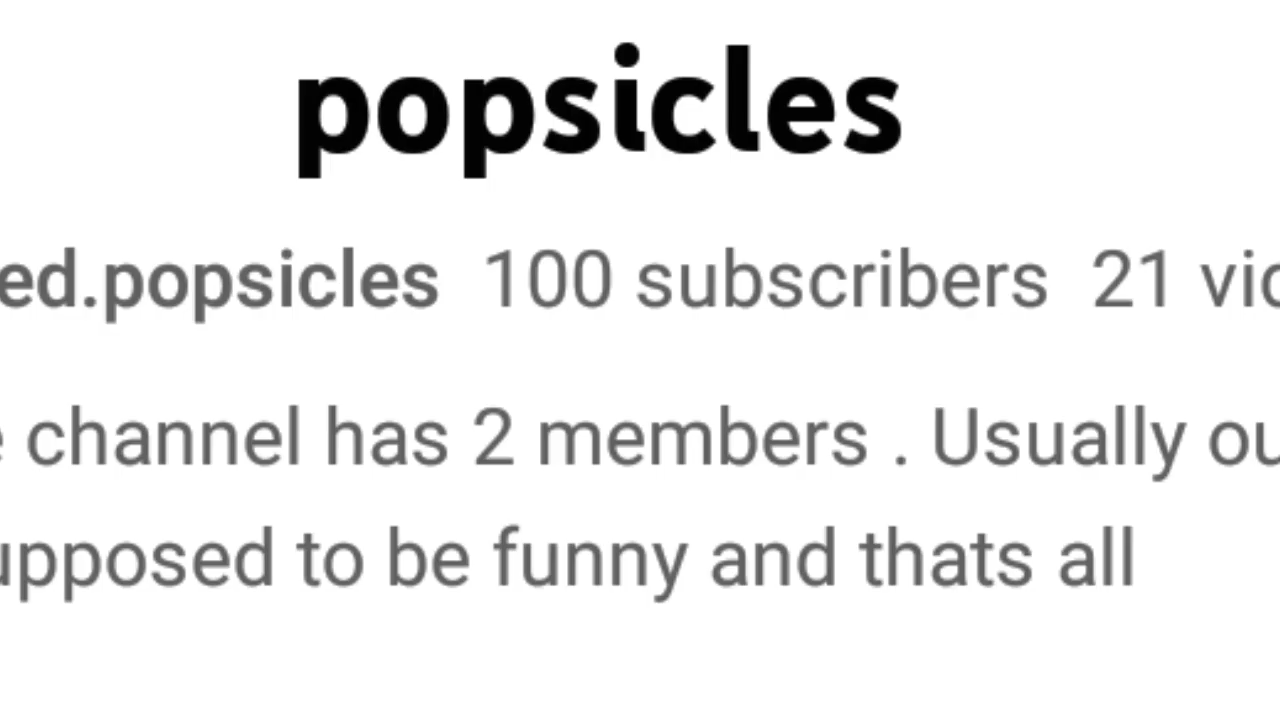 popsicles
ed.popsicles 100 subscribers 21
channel has 2 members . Usually
upposed to be funny and thats all